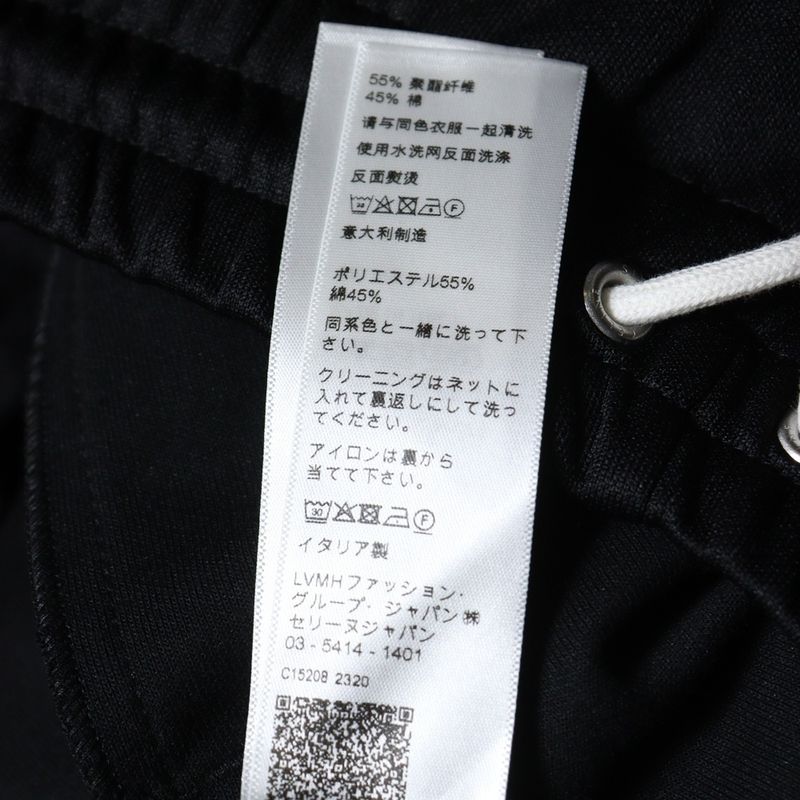 55% 聚酯纤维
45% 棉
请与同色衣服一起清洗
使用水洗网反面洗涤
反面熨烫
意大利制造
ポリエステル55%
綿45%
同系色と一緒に洗って下
さい。
クリーニングはネットに
入れて裏返しにして洗っ
てください。
アイロンは裏から
当てて下さい。
30
F
イタリア製
LVMHファッション・
グループ・ジャパン㈱
セリーヌジャパン
03 - 5414 - 1401
C15208 2320